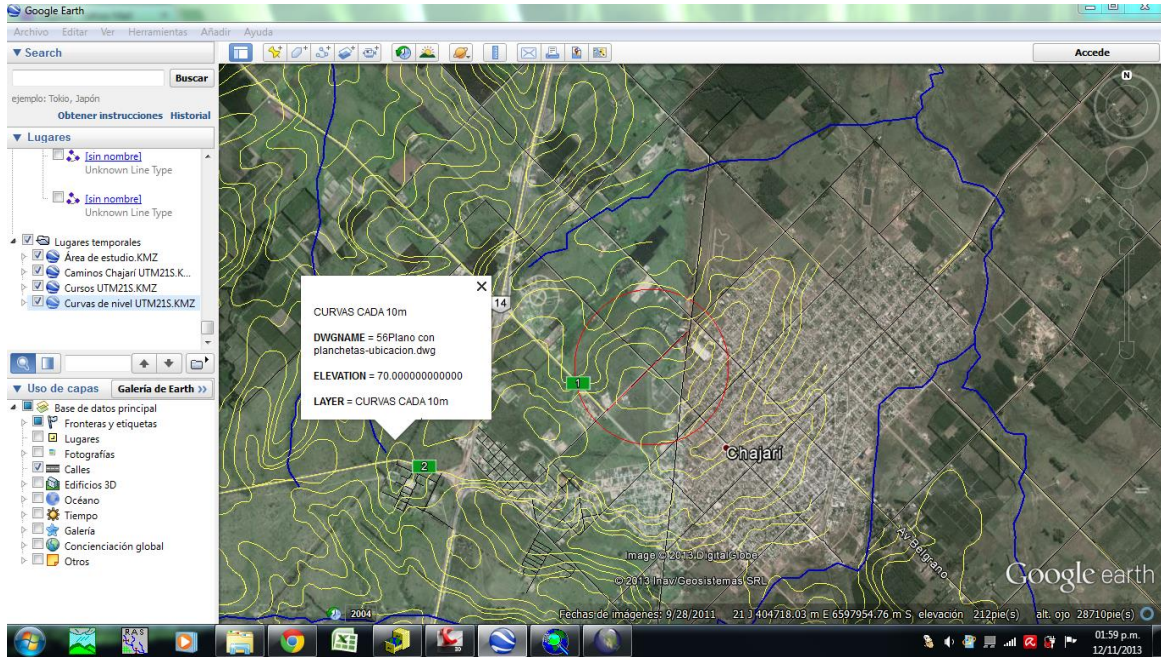 Google Earth
Archivo Editar Ver Herramientas Añadir Ayuda
Search
Buscar
ejemplo: Tokio, Japón
Obtener instrucciones Historial
Lugares
[sin nombre]
Unknown Line Type
[sin nombre]
Unknown Line Type
Lugares temporales
Área de estudio.KMZ
Caminos Chajarí UTM21S.K...
Cursos UTM21S.KMZ
Curvas de nivel UTM21S.KMZ
Uso de capas Galería de Earth >>
Base de datos principal
Fronteras y etiquetas
Lugares
Fotografías
Calles
Edificios 3D
Océano
Tiempo
Galería
Concienciación global
Otros
Accede
N
14
CURVAS CADA 10m
DWGNAME = 56Plano con
planchetas-ubicacion.dwg
ELEVATION = 70.000000000000
LAYER = CURVAS CADA 10m
1
2
Chajarí
Av Belgrano
Image © 2013 DigitalGlobe
© 2013 Inav/Geosistemas SRL
Google earth
2004
Fechas de imágenes: 9/28/2011 21 J 404718.03 m E 6597954.76 m S elevación 212pie(s) alt. ojo 28710pie(s)
RAS
01:59 p.m.
12/11/2013